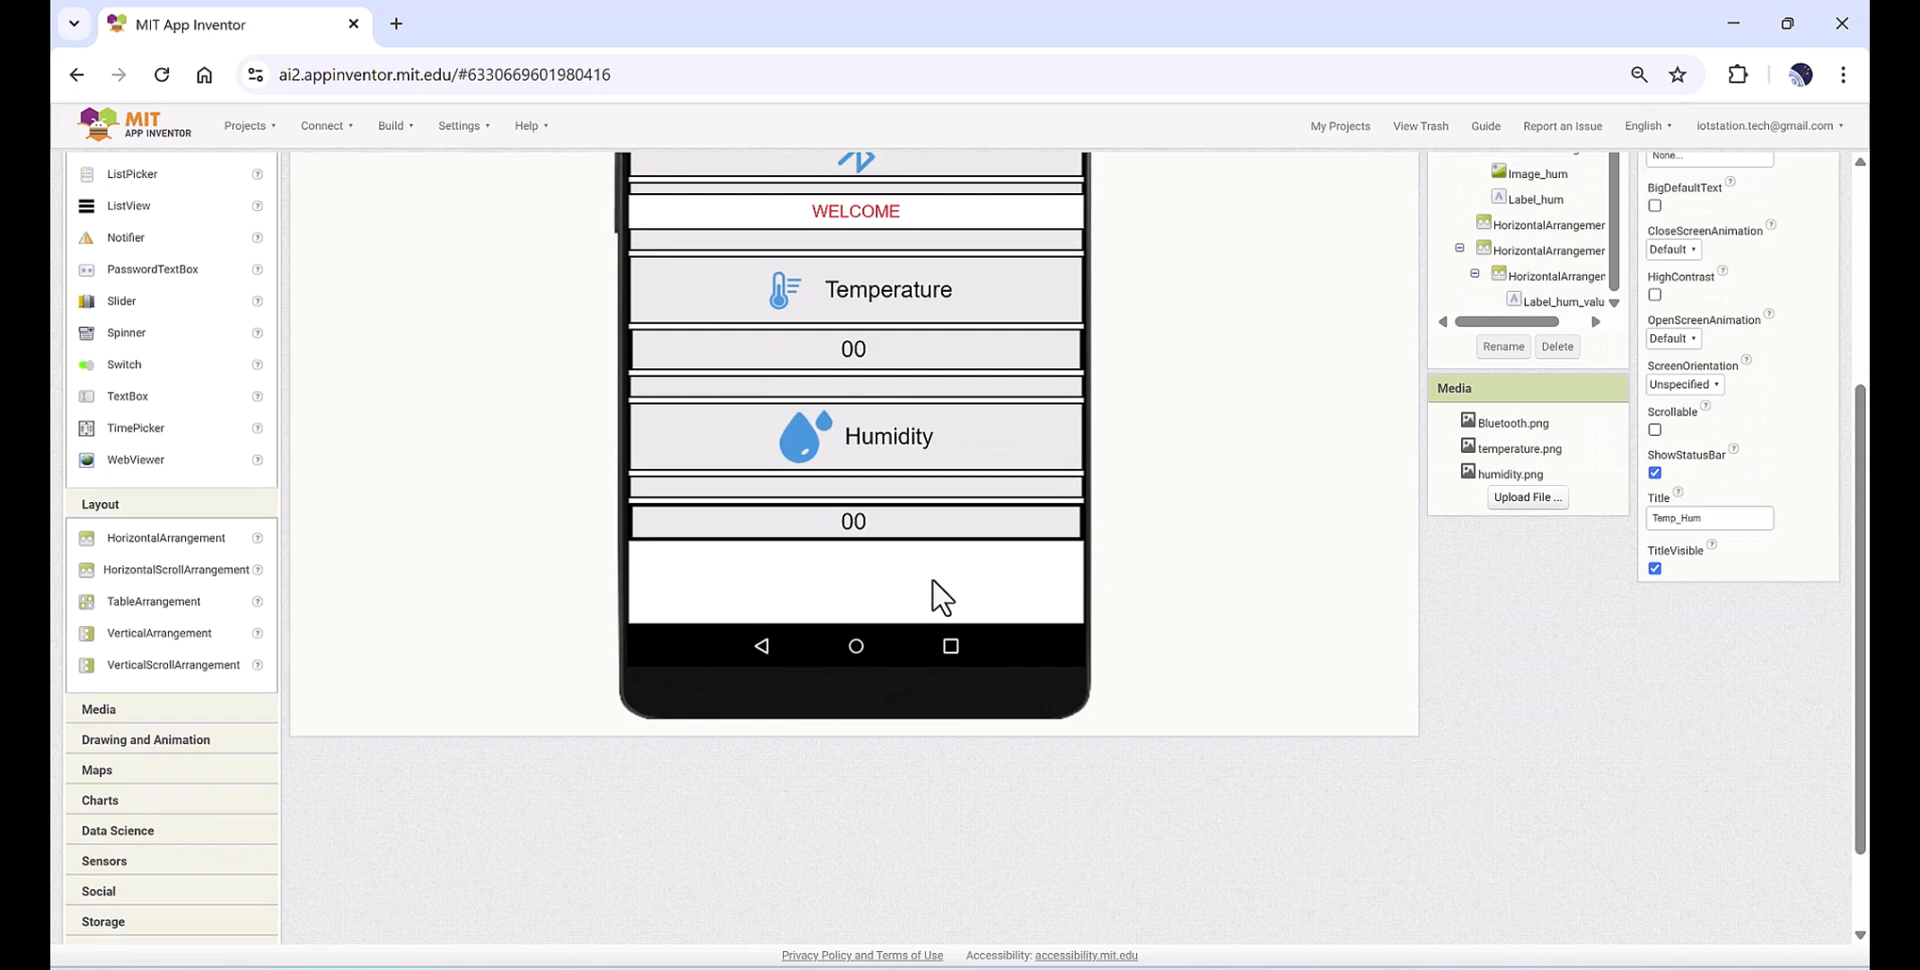 MIT App Inventor
ai2.appinventor.mit.edu/#6330669601980416
MIT
APP INVENTOR
Projects
Connect
Build
Settings
Help
My Projects
View Trash
Guide
Report an Issue
English
iotstation.tech@gmail.com
ListPicker
ListView
Notifier
PasswordTextBox
Slider
Spinner
Switch
TextBox
TimePicker
WebViewer
Layout
HorizontalArrangement
HorizontalScrollArrangement
TableArrangement
VerticalArrangement
VerticalScrollArrangement
Media
Drawing and Animation
Maps
Charts
Data Science
Sensors
Social
Storage
WELCOME
Temperature
00
Humidity
00
Image_hum
Label_hum
HorizontalArrangemer
HorizontalArrangemer
HorizontalArranger
Label_hum_valu
Rename
Delete
Media
Bluetooth.png
temperature.png
humidity.png
Upload File ...
None...
BigDefaultText
CloseScreenAnimation
Default
HighContrast
OpenScreenAnimation
Default
ScreenOrientation
Unspecified
Scrollable
ShowStatusBar
Title
Temp_Hum
TitleVisible
Privacy Policy and Terms of Use
Accessibility: accessibility.mit.edu